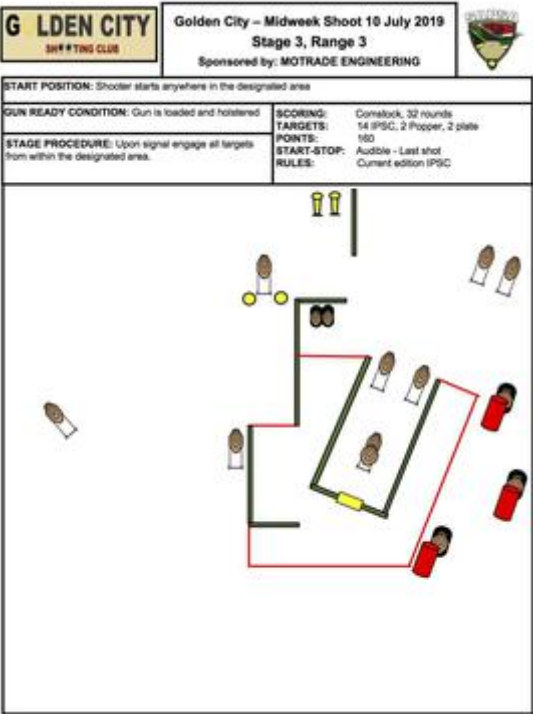 G LDEN CITY
SH**TING CLUB
Golden City – Midweek Shoot 10 July 2019
Stage 3, Range 3
Sponsored by: MOTRADE ENGINEERING
START POSITION: Shooter starts anywhere in the designated area
GUN READY CONDITION: Gun is loaded and holstered
STAGE PROCEDURE: Upon signal engage all targets
from within the designated area.
SCORING: Comstock, 32 rounds
TARGETS: 14 IPSC, 2 Popper, 2 plate
POINTS: 160
START-STOP: Audible - Last shot
RULES: Current edition IPSC